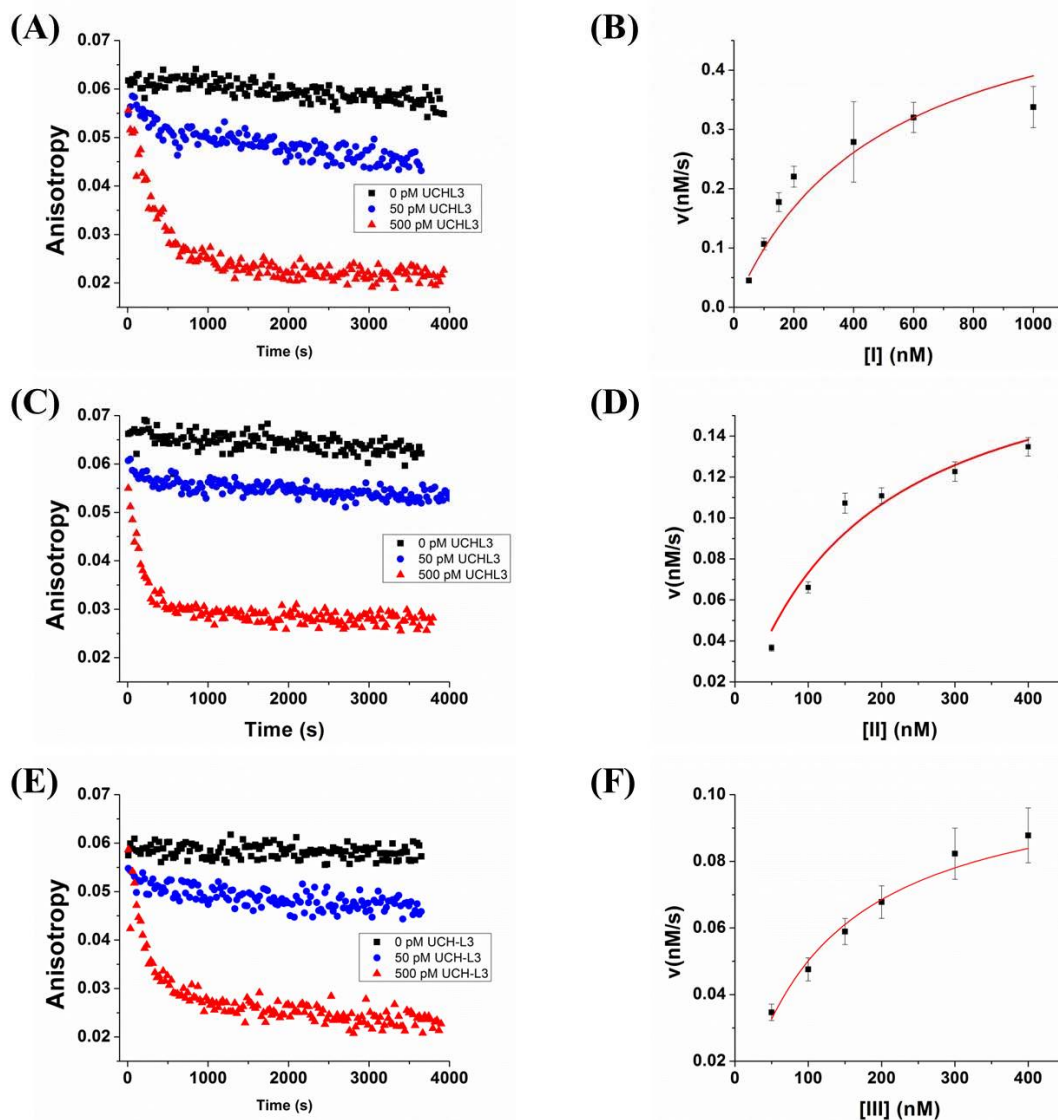 (A)
0.07
0.06
0.05
0.04
0.03
0.02
Anisotropy
0 pM UCHL3
50 pM UCHL3
500 pM UCHL3
0 1000 2000 3000 4000
Time (s)
(B)
0.4
0.3
0.2
0.1
0.0
v(nM/s)
0 200 400 600 800 1000
[I] (nM)
(C)
0.07
0.06
0.05
0.04
0.03
0.02
Anisotropy
0 pM UCHL3
50 pM UCHL3
500 pM UCHL3
0 1000 2000 3000 4000
Time (s)
(D)
0.14
0.12
0.10
0.08
0.06
0.04
0.02
v(nM/s)
0 100 200 300 400
[II] (nM)
(E)
0.07
0.06
0.05
0.04
0.03
0.02
Anisotropy
0 pM UCH-L3
50 pM UCH-L3
500 pM UCH-L3
0 1000 2000 3000 4000
Time (s)
(F)
0.10
0.08
0.06
0.04
0.02
v(nM/s)
0 100 200 300 400
[III] (nM)